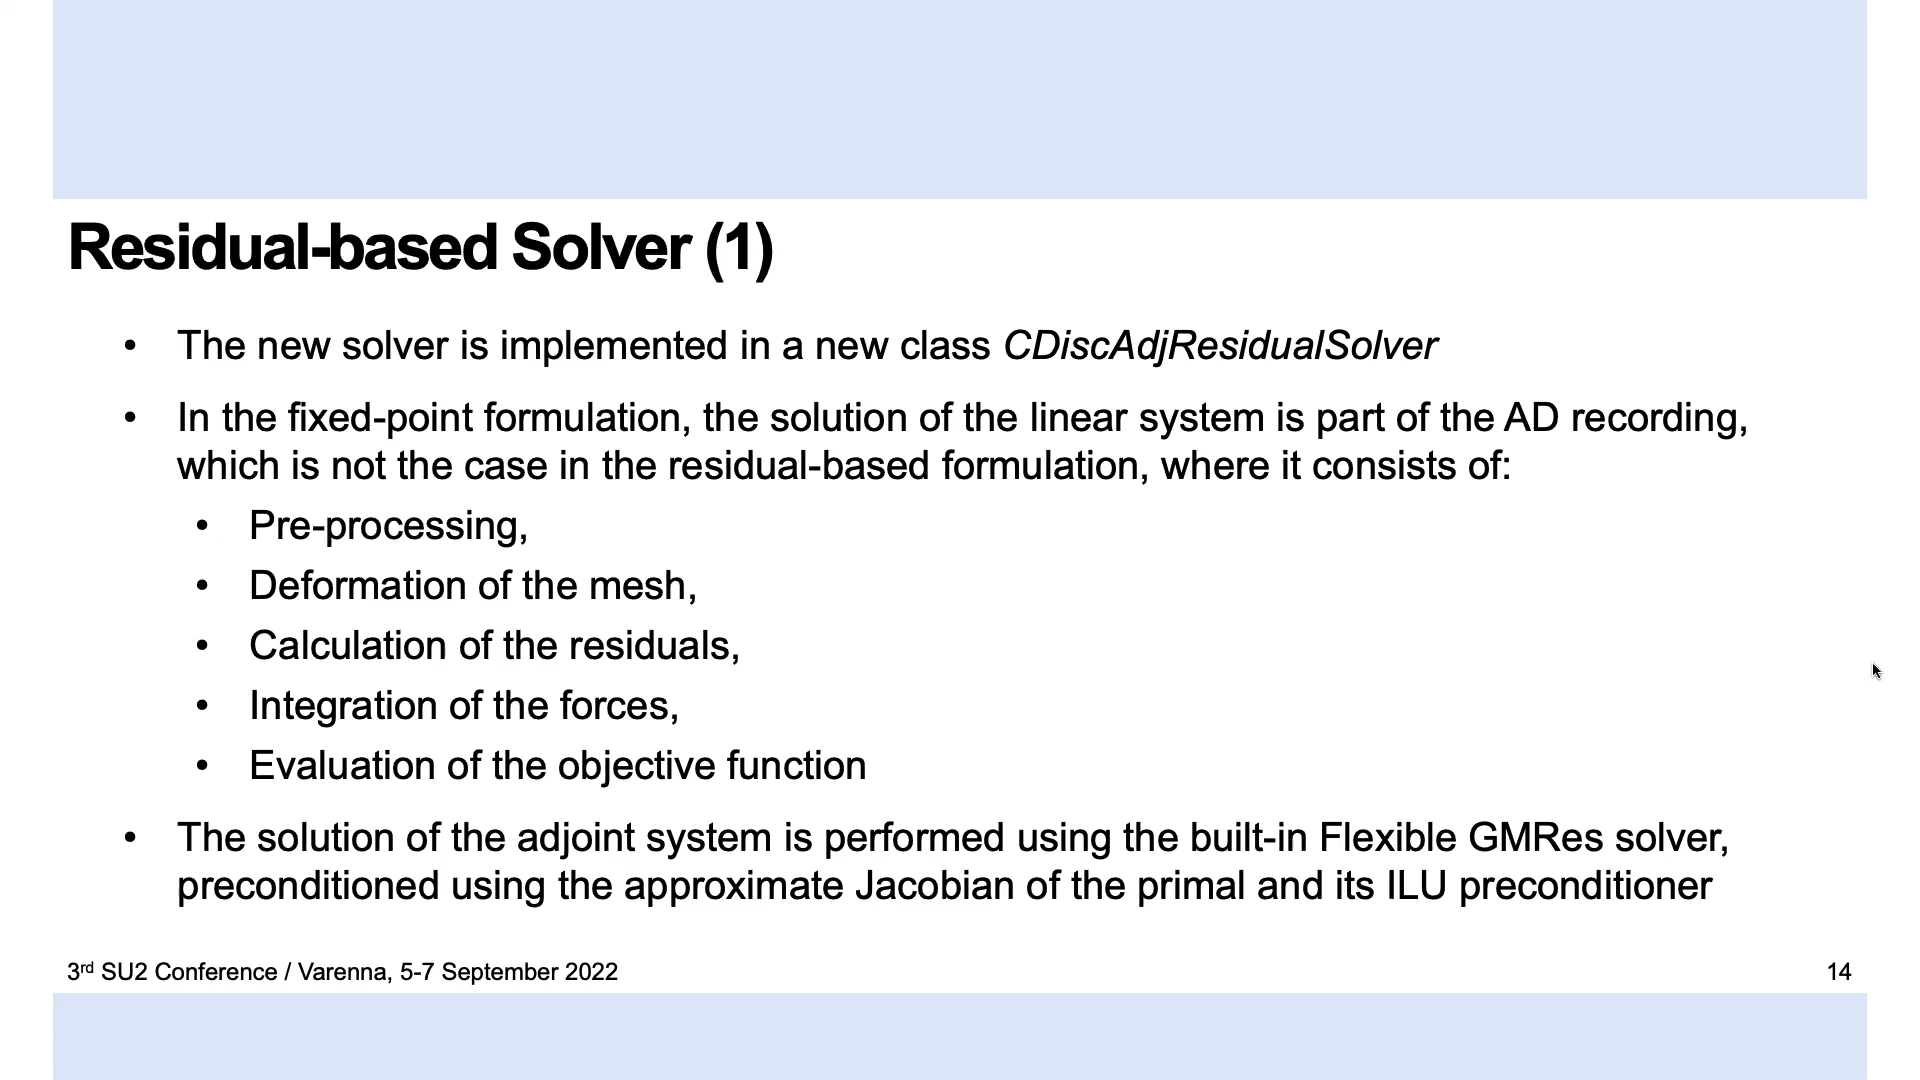 Residual-based Solver (1)
• The new solver is implemented in a new class CDiscAdjResidualSolver
• In the fixed-point formulation, the solution of the linear system is part of the AD recording,
which is not the case in the residual-based formulation, where it consists of:
• Pre-processing,
• Deformation of the mesh,
• Calculation of the residuals,
• Integration of the forces,
• Evaluation of the objective function
• The solution of the adjoint system is performed using the built-in Flexible GMRes solver,
preconditioned using the approximate Jacobian of the primal and its ILU preconditioner
3rd SU2 Conference / Varenna, 5-7 September 2022
14